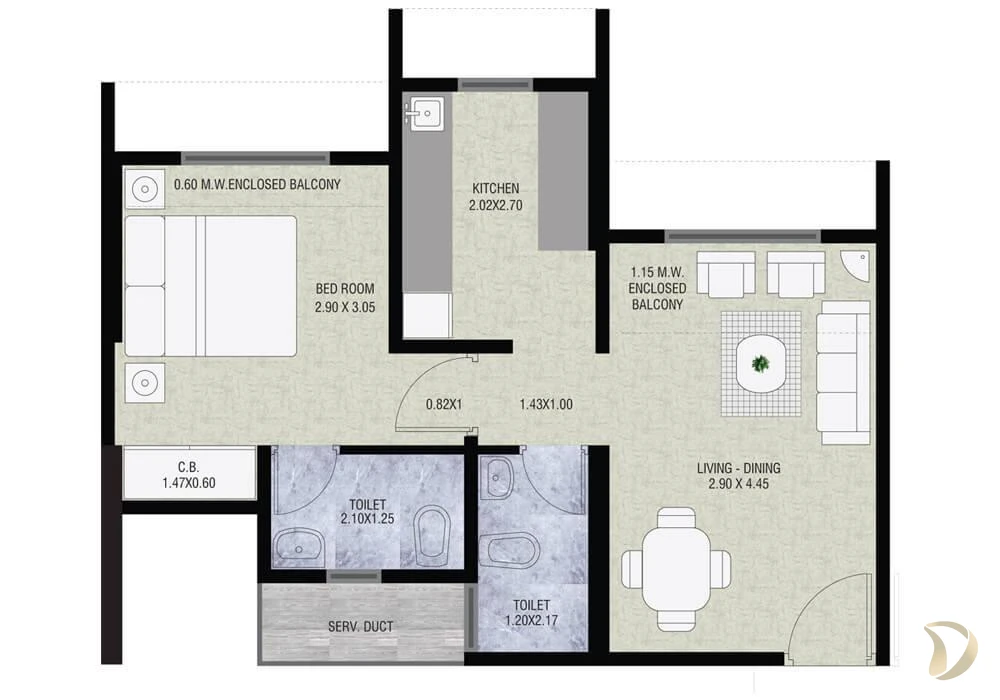 0.60 M.W.ENCLOSED BALCONY
KITCHEN
2.02X2.70
BED ROOM
2.90 X 3.05
1.15 M.W.
ENCLOSED
BALCONY
0.82X1
1.43X1.00
C.B.
1.47X0.60
TOILET
2.10X1.25
LIVING - DINING
2.90 X 4.45
TOILET
1.20X2.17
SERV. DUCT